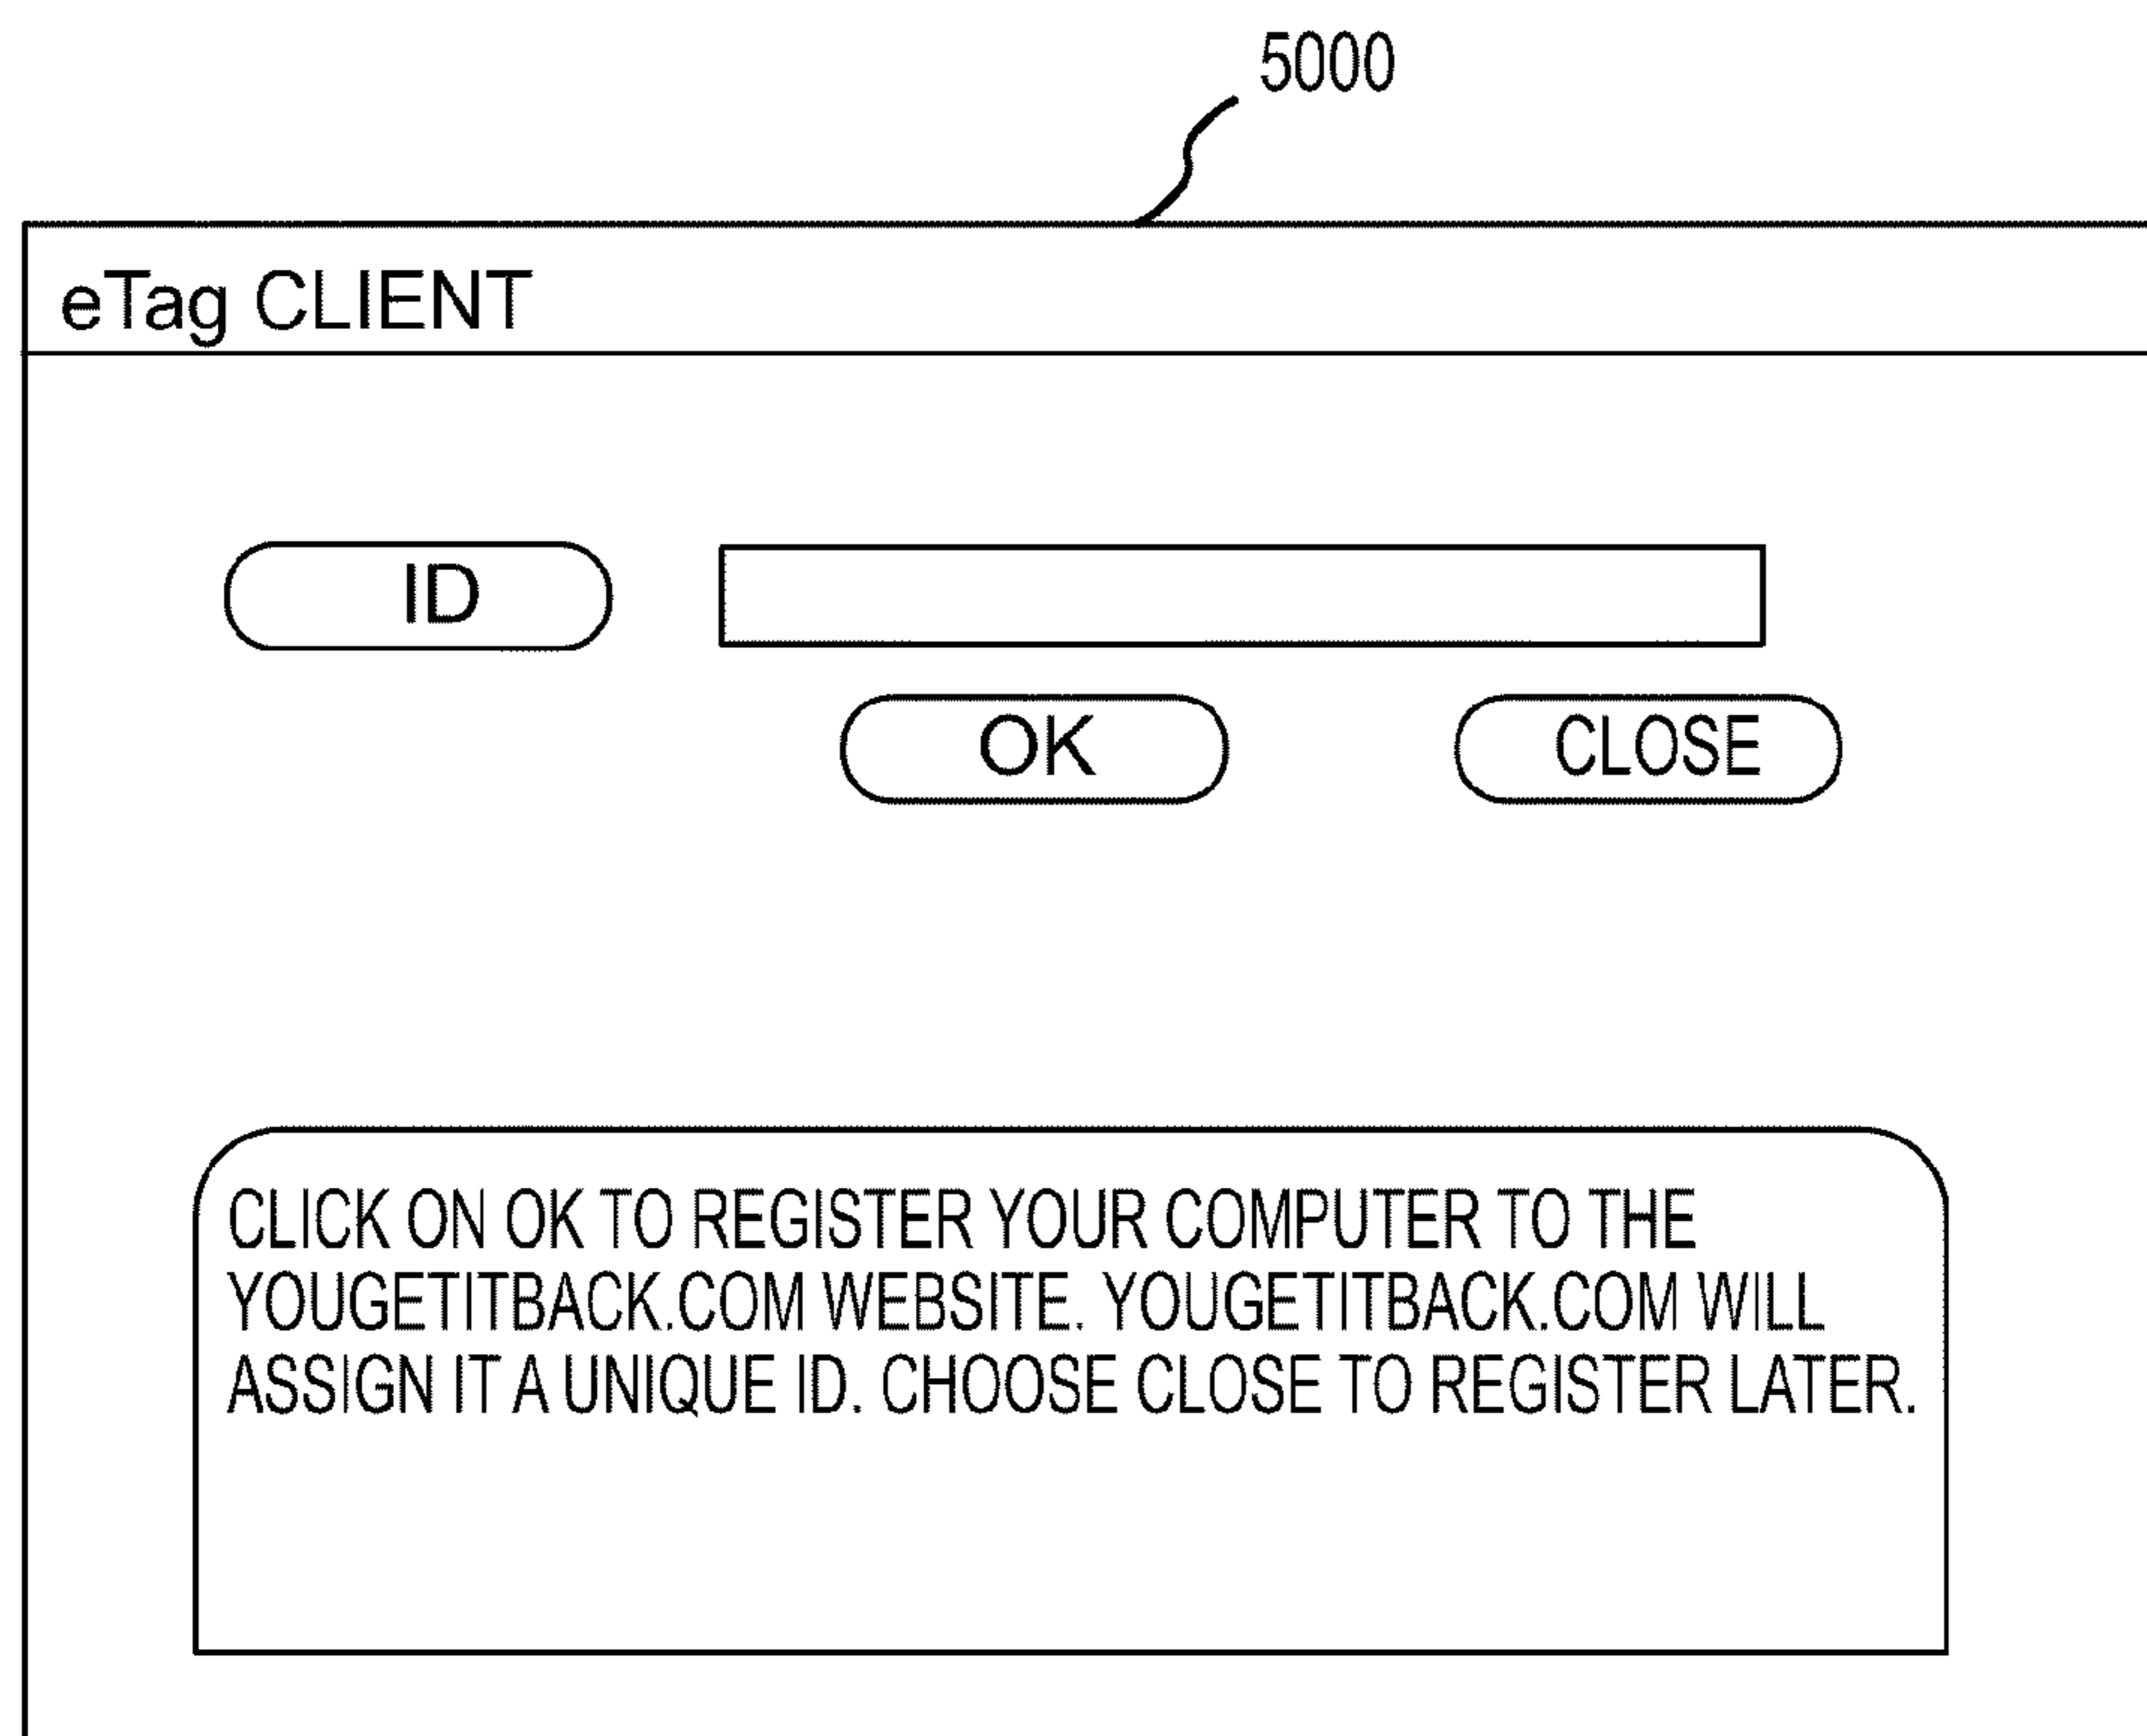 5000
eTag CLIENT
ID
OK CLOSE
CLICK ON OK TO REGISTER YOUR COMPUTER TO THE
YOUGETITBACK.COM WEBSITE. YOUGETITBACK.COM WILL
ASSIGN IT A UNIQUE ID. CHOOSE CLOSE TO REGISTER LATER.